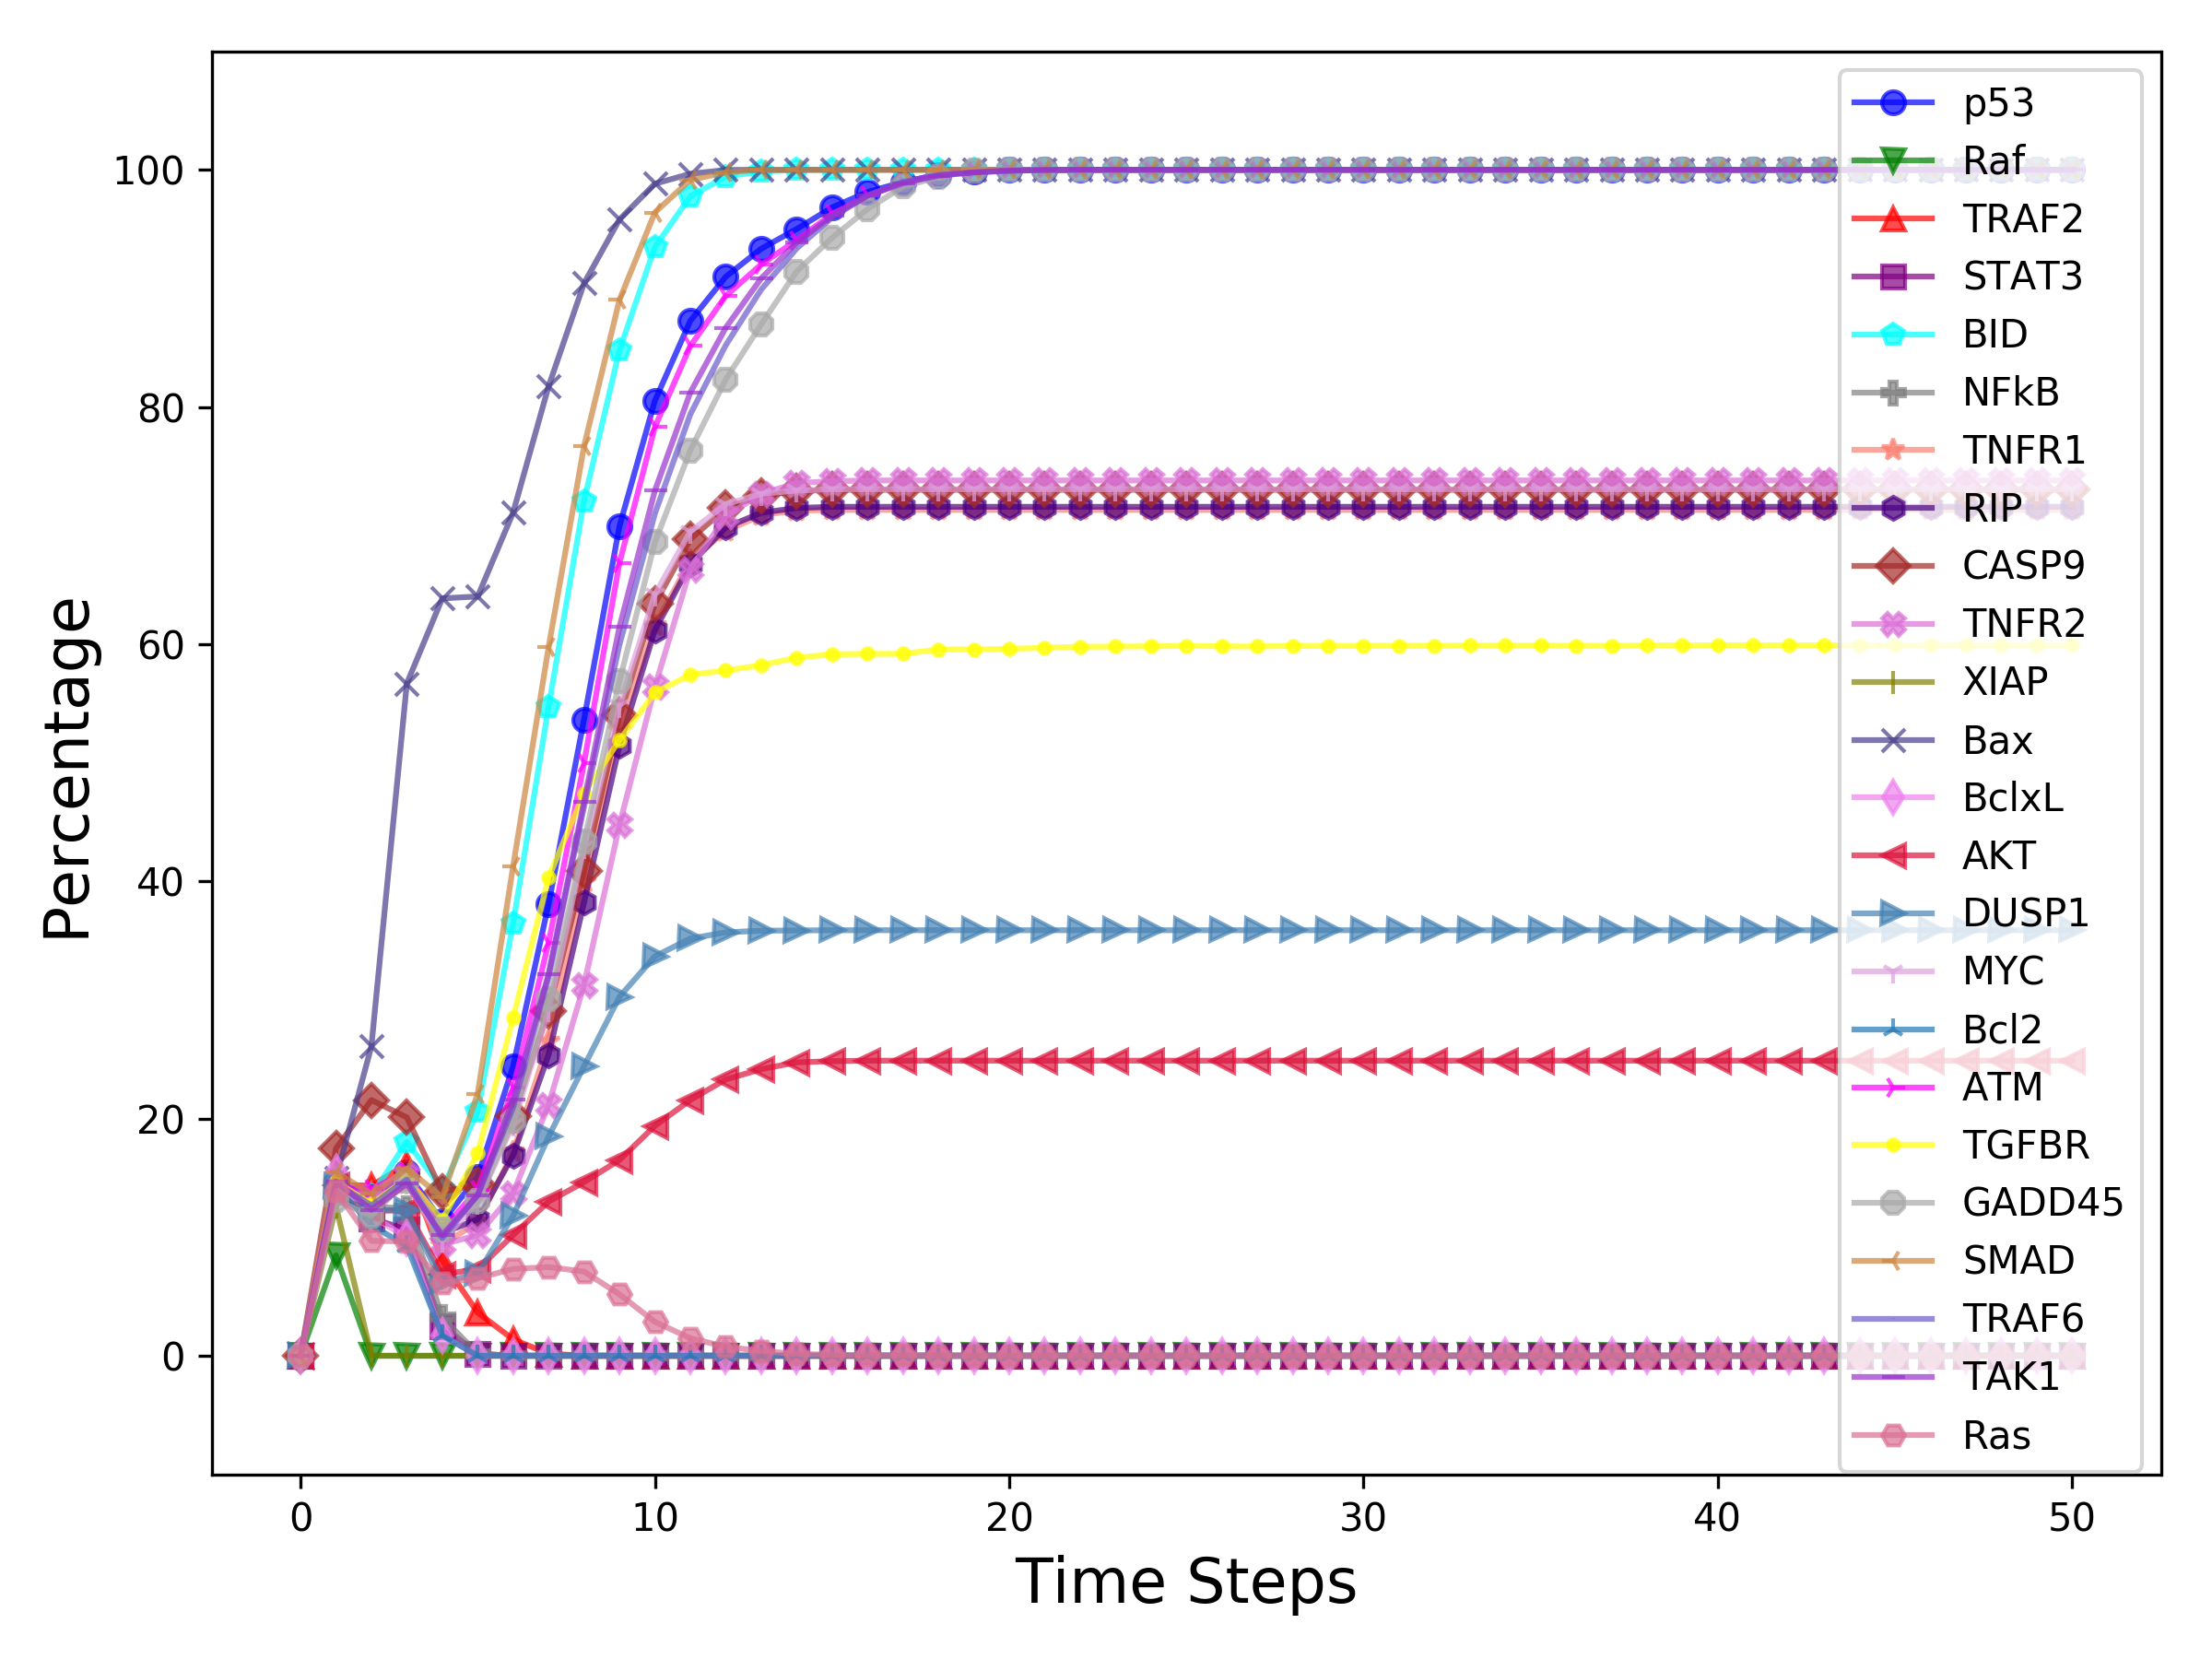 Percentage
100
80
60
40
20
0
0 10 20 30 40 50
Time Steps
p53
Raf
TRAF2
STAT3
BID
NFkB
TNFR1
RIP
CASP9
TNFR2
XIAP
Bax
BclxL
AKT
DUSP1
MYC
Bcl2
ATM
TGFBR
GADD45
SMAD
TRAF6
TAK1
Ras